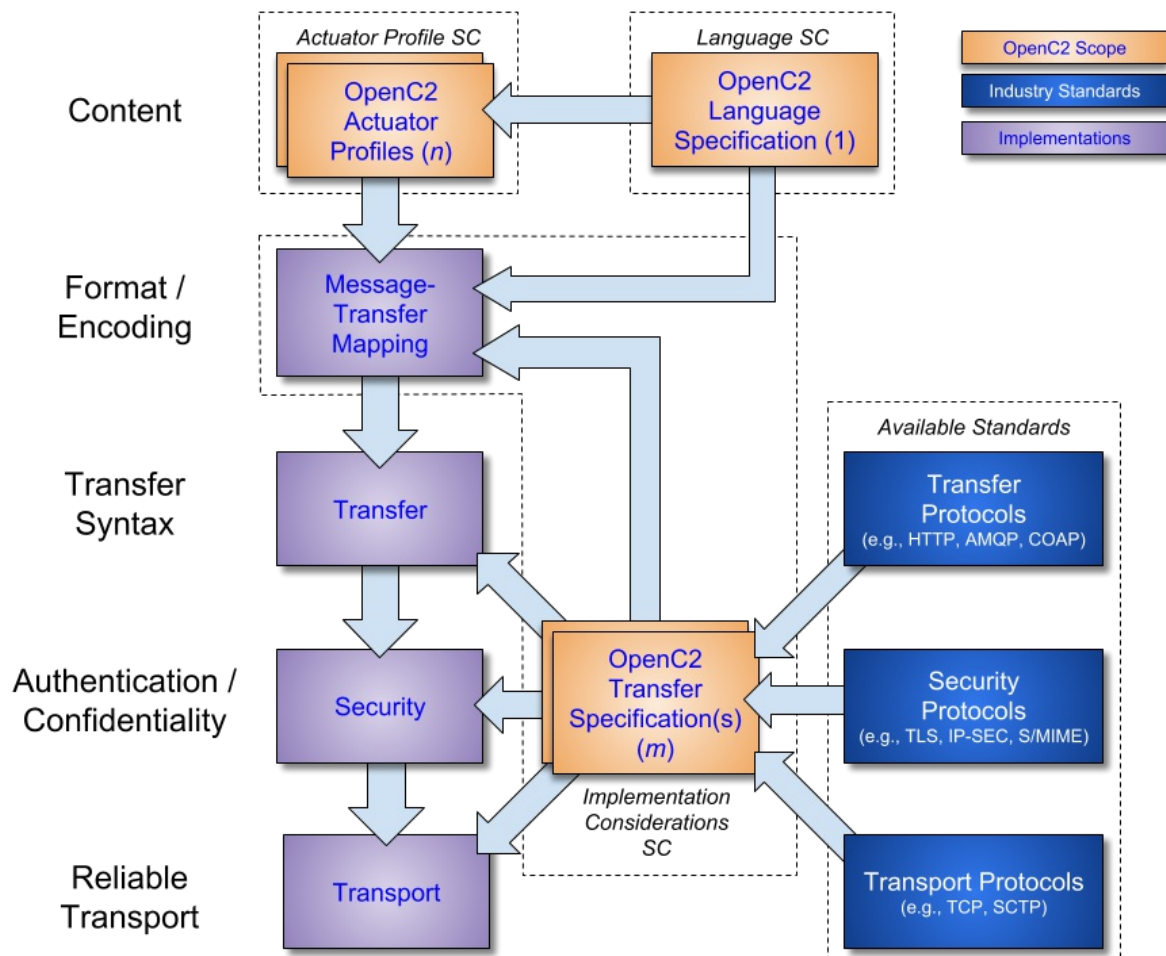 Actuator Profile SC
Language SC
OpenC2 Scope
Industry Standards
Implementations
Content
OpenC2
Actuator
Profiles (n)
OpenC2
Language
Specification (1)
Format /
Encoding
Message-
Transfer
Mapping
Available Standards
Transfer
Syntax
Transfer
Transfer
Protocols
(e.g., HTTP, AMQP, COAP)
Authentication /
Confidentiality
Security
OpenC2
Transfer
Specification(s)
(m)
Security
Protocols
(e.g., TLS, IP-SEC, S/MIME)
Implementation
Considerations
SC
Reliable
Transport
Transport
Transport Protocols
(e.g., TCP, SCTP)